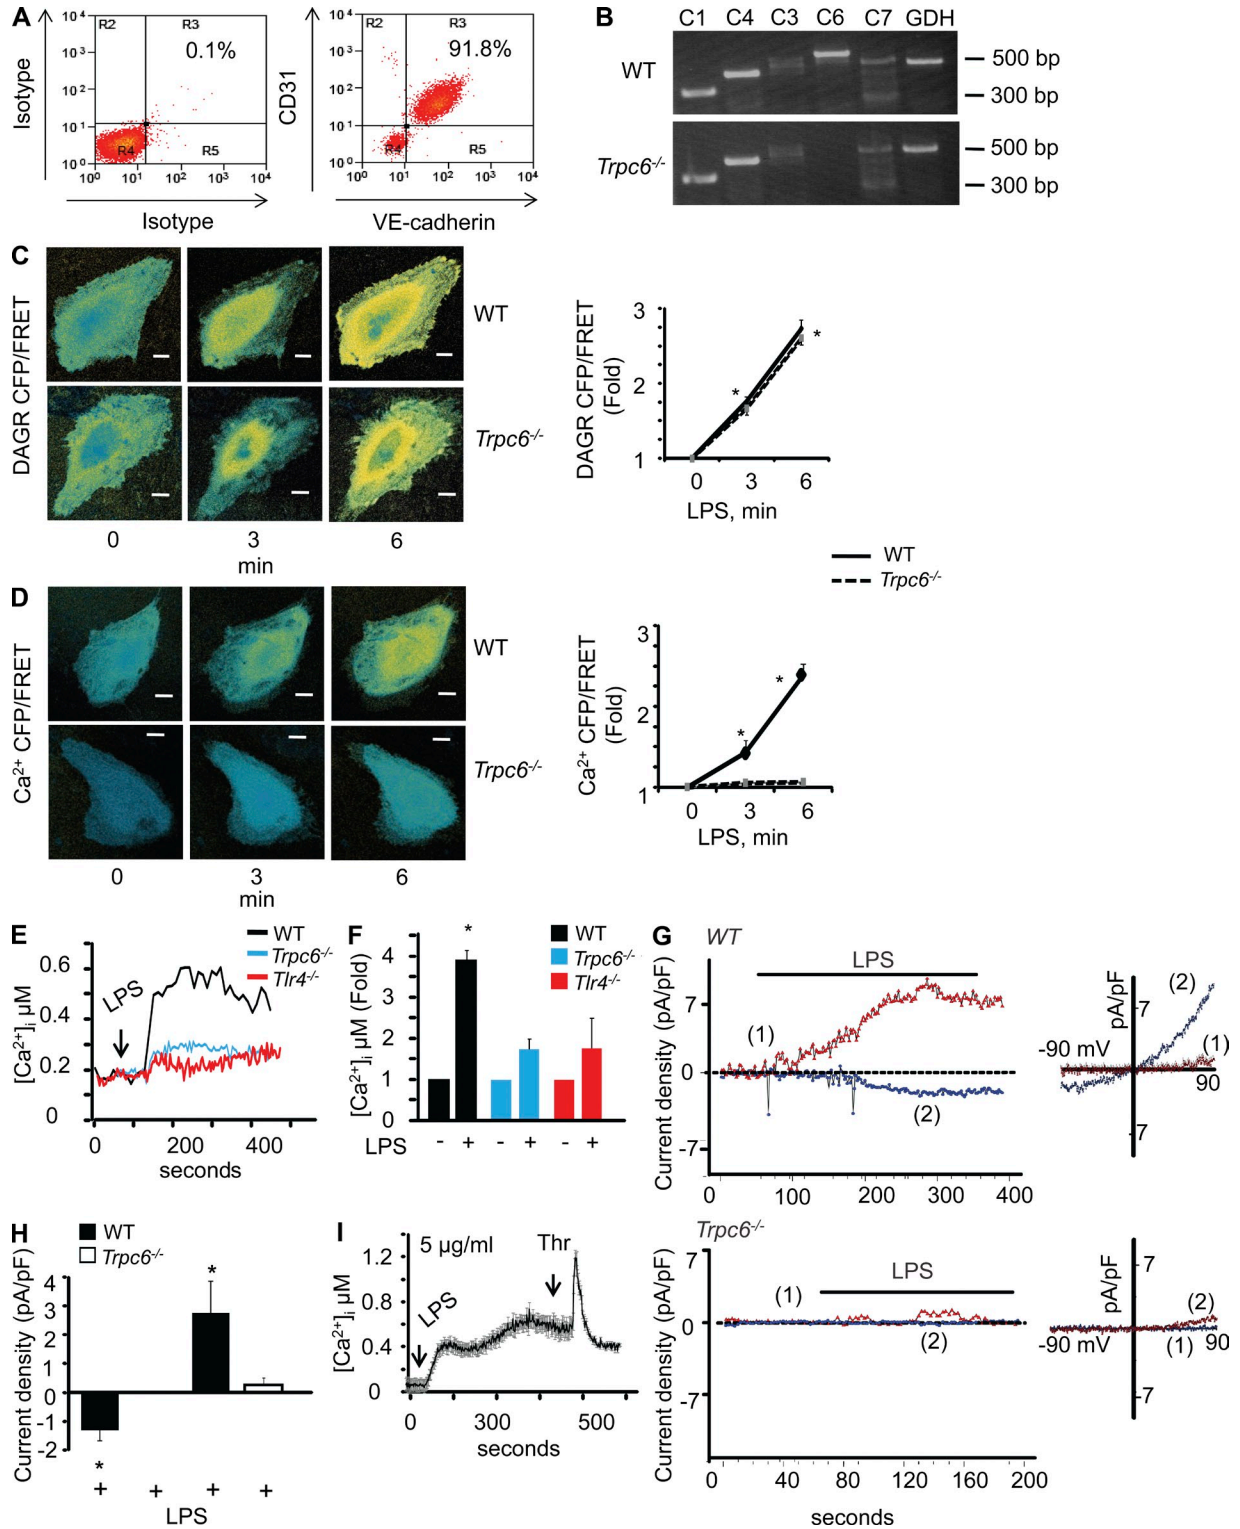 A
Isotype
10⁴
10³
10²
10¹
10⁰
R2
R3
0.1%
R4
R5
10⁰
10¹
10²
10³
10⁴
Isotype
CD31
10⁴
10³
10²
10¹
10⁰
R2
R3
91.8%
R4
R5
10⁰
10¹
10²
10³
10⁴
VE-cadherin
B
C1 C4 C3 C6 C7 GDH
WT
500 bp
300 bp
Trpc6-/-
500 bp
300 bp
C
DAGR CFP/FRET
WT
Trpc6-/-
0 3 6
min
DAGR CFP/FRET
(Fold)
3
2
1
*
*
0 3 6
LPS, min
WT
Trpc6-/-
D
Ca²⁺ CFP/FRET
WT
Trpc6-/-
0 3 6
min
Ca²⁺ CFP/FRET
(Fold)
3
2
1
*
*
0 3 6
LPS, min
E
WT
Trpc6-/-
Tlr4-/-
[Ca²⁺]i µM
0.6
0.4
0.2
0
LPS
0 200 400
seconds
F
WT
Trpc6-/-
Tlr4-/-
[Ca²⁺]i µM (Fold)
4
3
2
1
0
*
LPS - + - + - +
G
WT
Current density (pA/pF)
7
0
-7
LPS
(1)
(2)
0 100 200 300 400
pA/pF
7
-90 mV
90
7
(2)
(1)
Trpc6-/-
Current density (pA/pF)
7
0
-7
LPS
(1)
(2)
0 40 80 120 160 200
seconds
pA/pF
7
-90 mV
90
-7
(2)
(1)
H
WT
Trpc6-/-
Current density (pA/pF)
4
3
2
1
0
-1
-2
*
*
+ + + +
LPS
I
5 µg/ml
Thr
LPS
[Ca²⁺]i µM
1.2
0.8
0.4
0
0 300 500
seconds